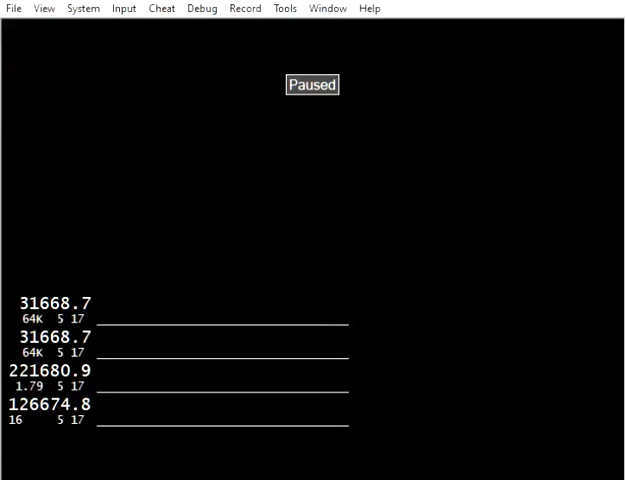 File View System Input Cheat Debug Record Tools Window Help
Paused
31668.7
64K 5 17
31668.7
64K 5 17
221680.9
1.79 5 17
126674.8
16 5 17